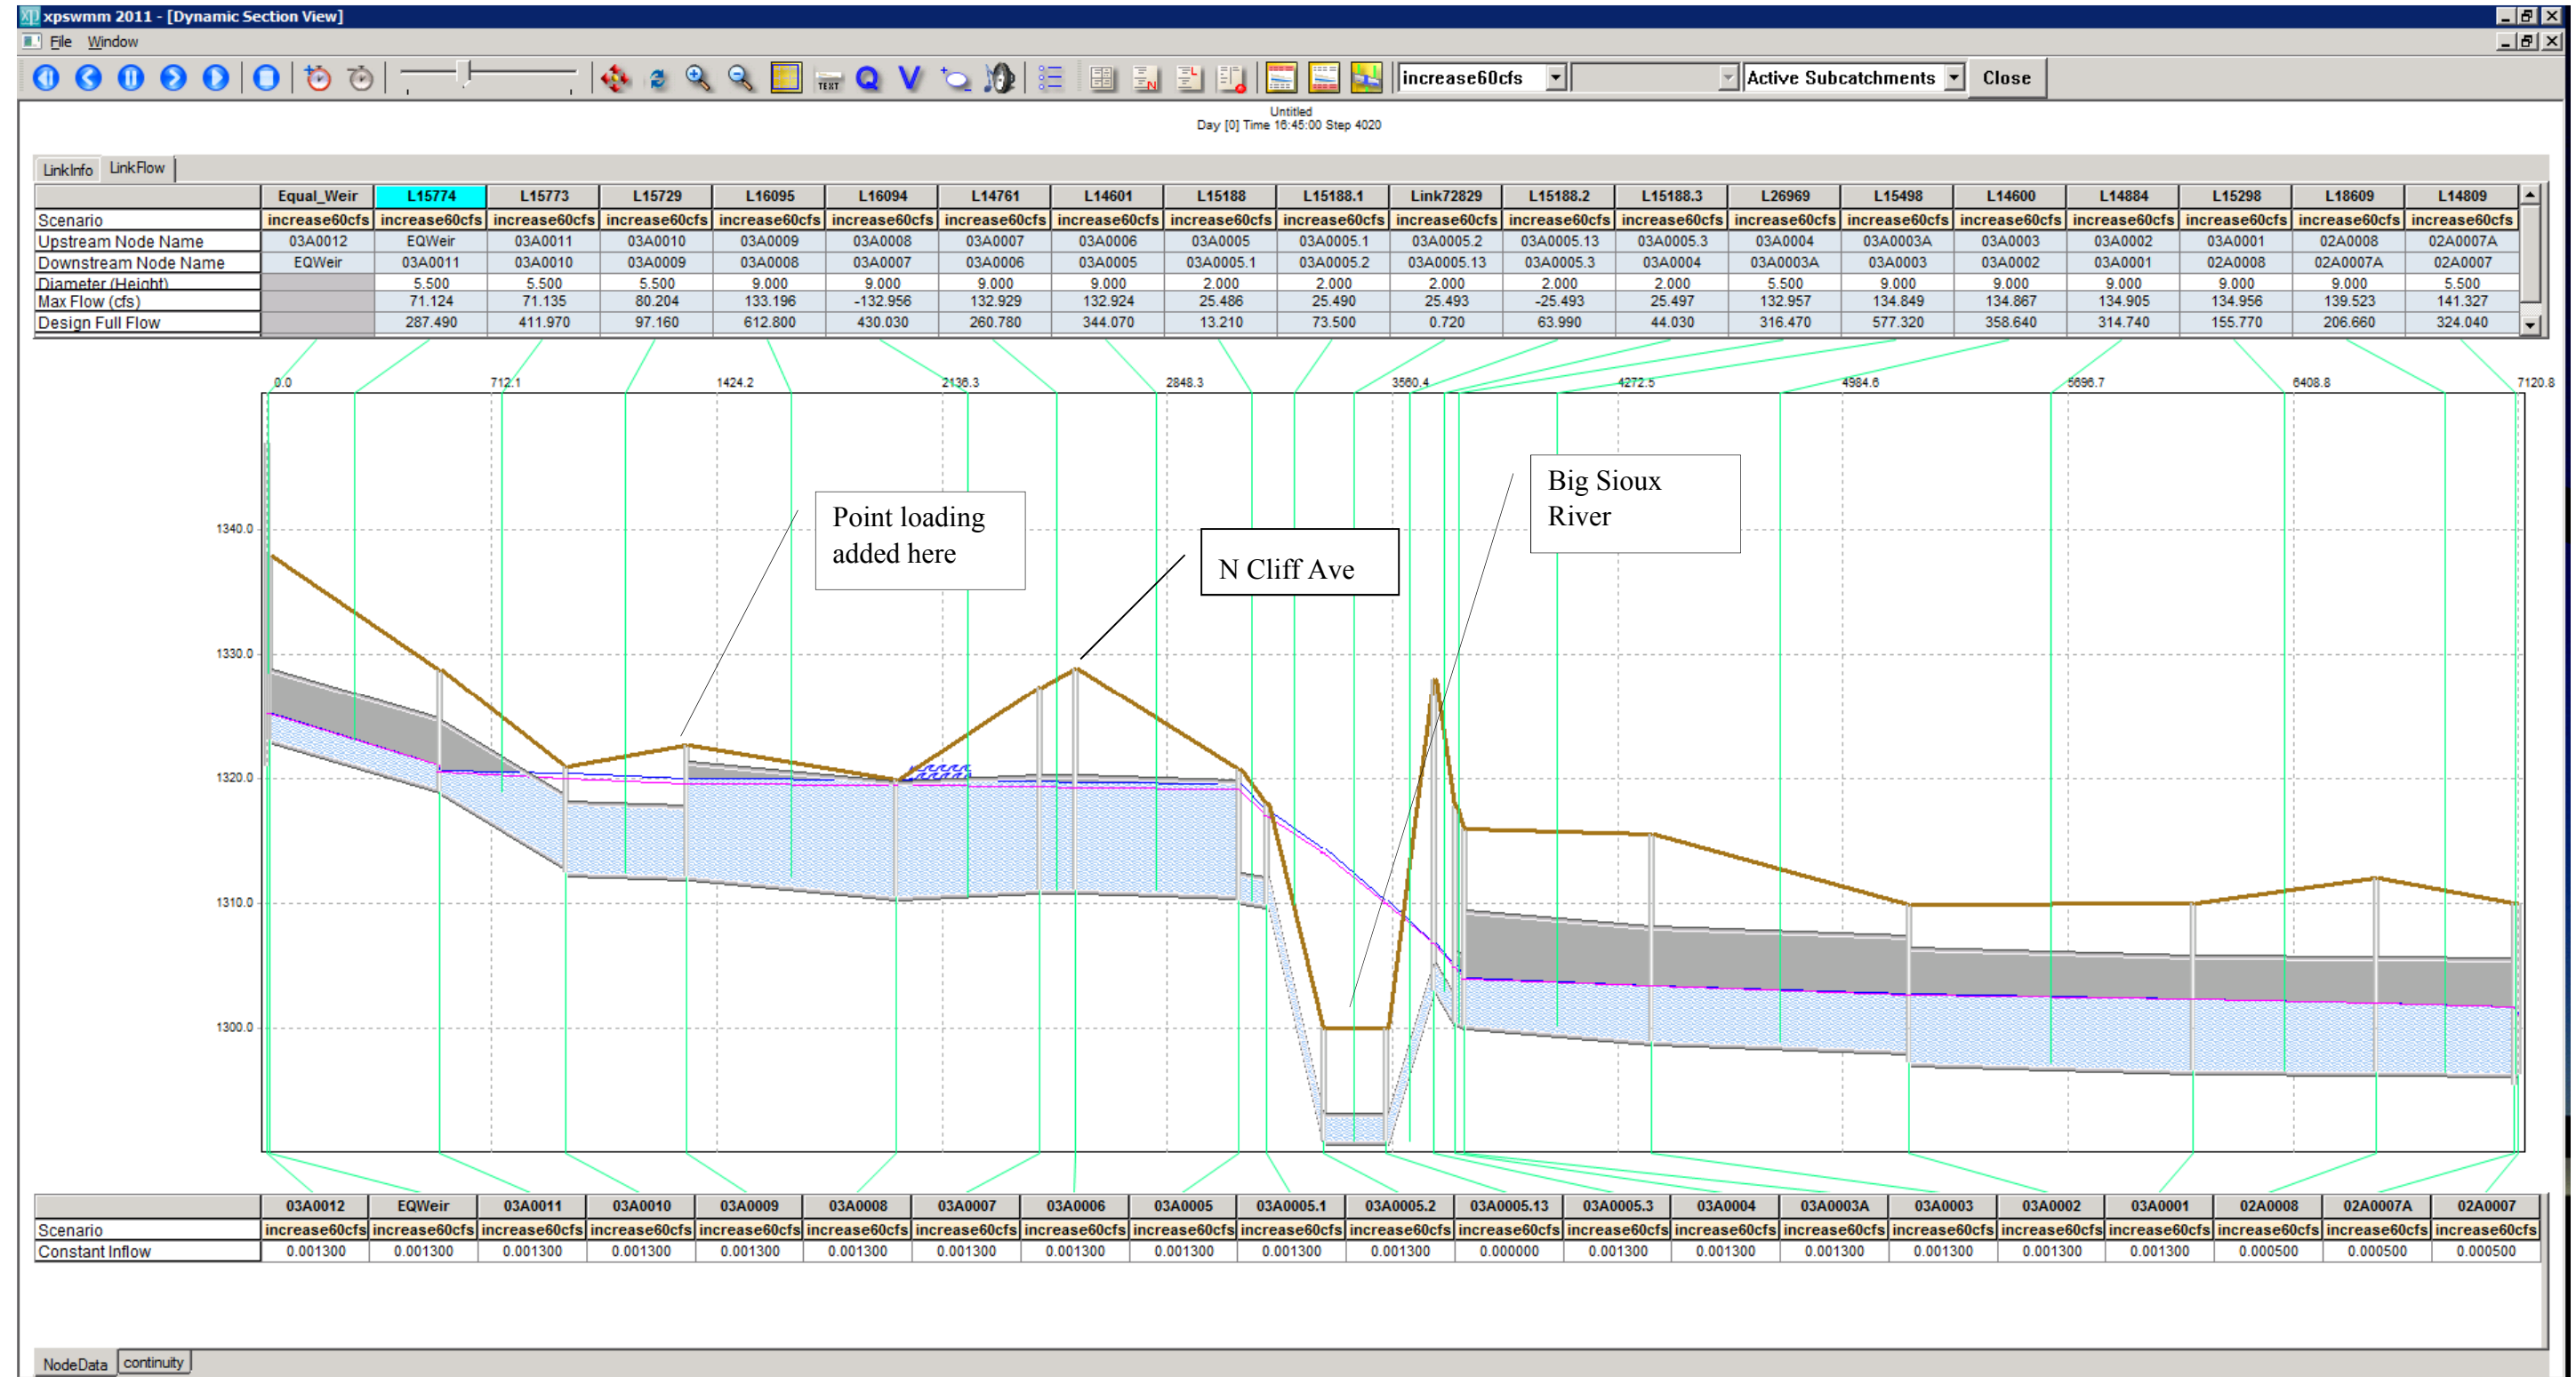 xpswmm 2011 - [Dynamic Section View]
File Window
TEXT Q V increase60cfs Active Subcatchments Close
Untitled
Day [0] Time 16:45:00 Step 4020
LinkInfo LinkFlow
Equal_Weir L15774 L15773 L15729 L16095 L16094 L14761 L14601 L15188 L15188.1 Link72829 L15188.2 L15188.3 L26969 L15498 L14600 L14884 L15298 L18609 L14809
Scenario increase60cfs increase60cfs increase60cfs increase60cfs increase60cfs increase60cfs increase60cfs increase60cfs increase60cfs increase60cfs increase60cfs increase60cfs increase60cfs increase60cfs increase60cfs increase60cfs increase60cfs increase60cfs increase60cfs increase60cfs
Upstream Node Name 03A0012 EQWeir 03A0011 03A0010 03A0009 03A0008 03A0007 03A0006 03A0005 03A0005.1 03A0005.2 03A0005.13 03A0005.3 03A0004 03A0003A 03A0003 03A0002 03A0001 02A0008 02A0007A
Downstream Node Name EQWeir 03A0011 03A0010 03A0009 03A0008 03A0007 03A0006 03A0005 03A0005.1 03A0005.2 03A0005.13 03A0005.3 03A0004 03A0003A 03A0003 03A0002 03A0001 02A0008 02A0007A 02A0007
Diameter (Height) 5.500 5.500 5.500 9.000 9.000 9.000 9.000 2.000 2.000 2.000 2.000 2.000 5.500 9.000 9.000 9.000 9.000 9.000 5.500
Max Flow (cfs) 71.124 71.135 80.204 133.196 -132.956 132.929 132.924 25.486 25.490 25.493 -25.493 25.497 132.957 134.849 134.867 134.905 134.956 139.523 141.327
Design Full Flow 287.490 411.970 97.160 612.800 430.030 260.780 344.070 13.210 73.500 0.720 63.990 44.030 316.470 577.320 358.640 314.740 155.770 206.660 324.040
0.0 712.1 1424.2 2136.3 2848.3 3560.4 4272.5 4984.6 5696.7 6408.8 7120.8
Big Sioux
River
Point loading
added here
N Cliff Ave
1340.0
1330.0
1320.0
1310.0
1300.0
03A0012 EQWeir 03A0011 03A0010 03A0009 03A0008 03A0007 03A0006 03A0005 03A0005.1 03A0005.2 03A0005.13 03A0005.3 03A0004 03A0003A 03A0003 03A0002 03A0001 02A0008 02A0007A 02A0007
Scenario increase60cfs increase60cfs increase60cfs increase60cfs increase60cfs increase60cfs increase60cfs increase60cfs increase60cfs increase60cfs increase60cfs increase60cfs increase60cfs increase60cfs increase60cfs increase60cfs increase60cfs increase60cfs increase60cfs increase60cfs increase60cfs
Constant Inflow 0.001300 0.001300 0.001300 0.001300 0.001300 0.001300 0.001300 0.001300 0.001300 0.001300 0.001300 0.000000 0.001300 0.001300 0.001300 0.001300 0.001300 0.001300 0.000500 0.000500 0.000500
NodeData continuity